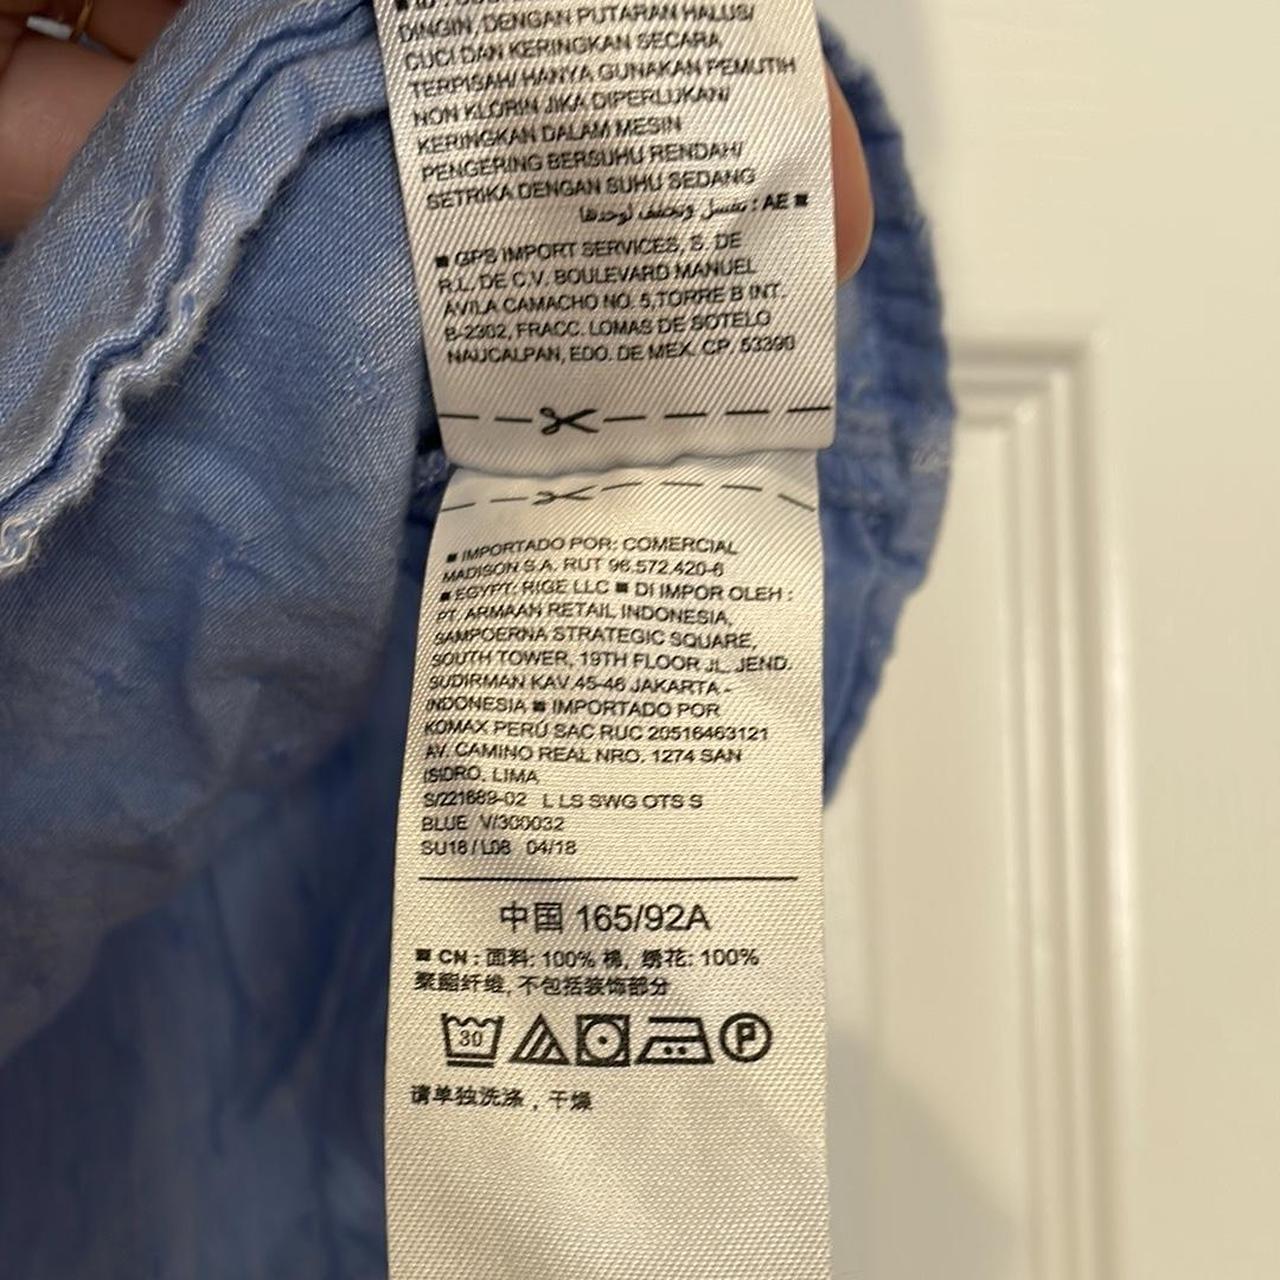 DINGIN, DENGAN PUTARAN HALUS/
CUCI DAN KERINGKAN SECARA
TERPISAH/ HANYA GUNAKAN PEMUTIH
NON KLORIN JIKA DIPERLUKAN/
KERINGKAN DALAM MESIN
PENGERING BERSUHU RENDAH/
SETRIKA DENGAN SUHU SEDANG
■ AE : تغسل وتجفف لوحدها
■ GPS IMPORT SERVICES, S. DE
R.L. DE C.V. BOULEVARD MANUEL
AVILA CAMACHO NO. 5,TORRE B INT.
B-2302, FRACC. LOMAS DE SOTELO
NAUCALPAN, EDO. DE MEX. CP. 53390
■ IMPORTADO POR: COMERCIAL
MADISON S.A. RUT 96.572.420-6
■ EGYPT: RIGE LLC ■ DI IMPOR OLEH :
PT. ARMAAN RETAIL INDONESIA,
SAMPOERNA STRATEGIC SQUARE,
SOUTH TOWER, 19TH FLOOR JL. JEND.
SUDIRMAN KAV.45-46 JAKARTA -
INDONESIA ■ IMPORTADO POR
KOMAX PERÚ SAC RUC 20516463121
AV. CAMINO REAL NRO. 1274 SAN
ISIDRO. LIMA
S/221689-02 L LS SWG OTS S
BLUE V/300032
SU18 / L08 04/18
中国 165/92A
■ CN : 面料: 100% 棉, 绣花: 100%
聚酯纤维, 不包括装饰部分
30 P
请单独洗涤，干燥